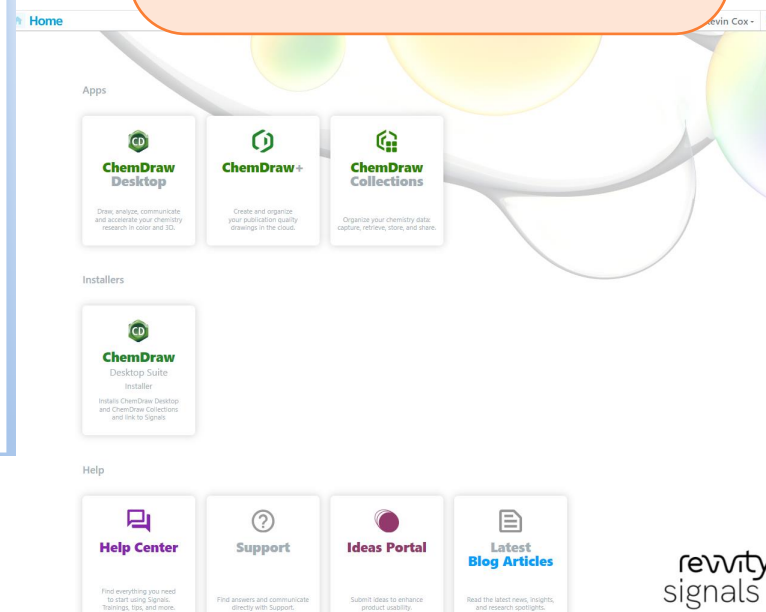 Home
evin Cox
Apps
CD
ChemDraw
Desktop
Draw, analyze, communicate
and accelerate your chemistry
research in color and 3D.
ChemDraw+
Create and organize
your publication quality
drawings in the cloud.
ChemDraw
Collections
Organize your chemistry data:
capture, retrieve, store, and share.
Installers
CD
ChemDraw
Desktop Suite
Installer
Installs ChemDraw Desktop
and ChemDraw Collections
and link to Signals
Help
Help Center
Find everything you need
to start using Signals.
Trainings, tips, and more.
Support
Find answers and communicate
directly with Support.
Ideas Portal
Submit ideas to enhance
product usability.
Latest
Blog Articles
Read the latest news, insights,
and research spotlights.
revvity
signals